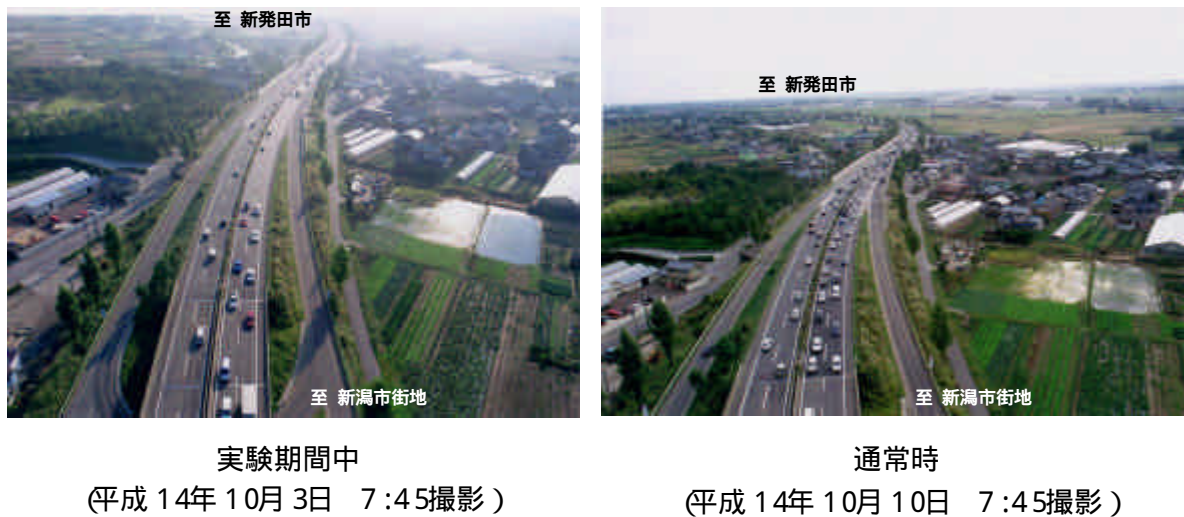 至 新発田市
至 新潟市街地
実験期間中
(平成14年10月3日 7:45撮影)
至 新発田市
至 新潟市街地
通常時
(平成14年10月10日 7:45撮影)